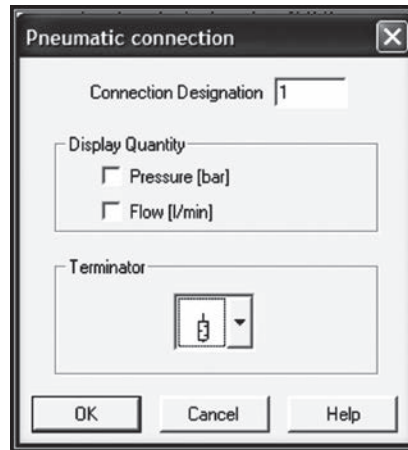 Pneumatic connection
Connection Designation 1
Display Quantity
Pressure [bar]
Flow [l/min]
Terminator
OK Cancel Help